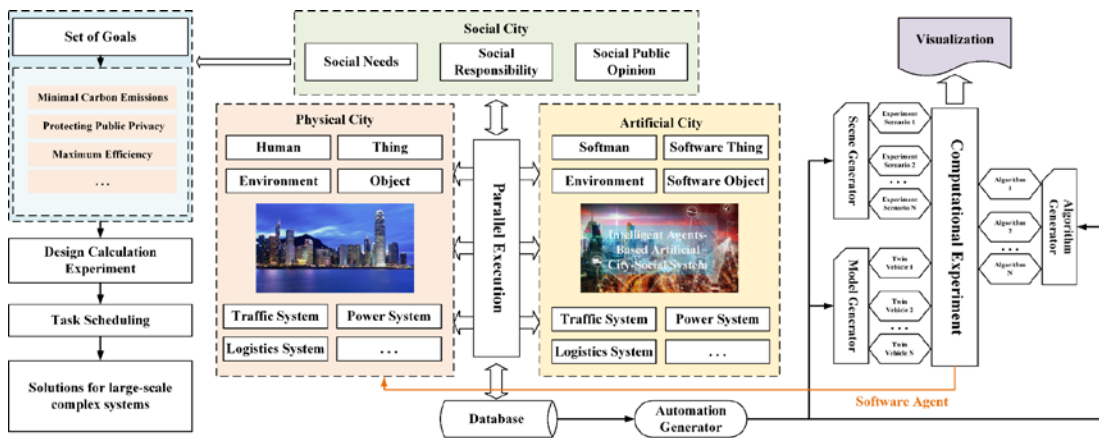 Set of Goals
Minimal Carbon Emissions
Protecting Public Privacy
Maximum Efficiency
...
Design Calculation
Experiment
Task Scheduling
Solutions for large-scale
complex systems
Social City
Social Needs
Social
Responsibility
Social Public
Opinion
Physical City
Human
Thing
Environment
Object
Traffic System
Power System
Logistics System
...
Parallel Execution
Artificial City
Softman
Software Thing
Environment
Software Object
Intelligent Agents-
Based Artificial
City-Social System
Traffic System
Power System
Logistics System
...
Database
Automation
Generator
Software Agent
Visualization
Scene Generator
Experiment
Scenario 1
Experiment
Scenario 2
...
Experiment
Scenario N
Model Generator
Twin
Vehicle 1
Twin
Vehicle 2
...
Twin
Vehicle N
Computational Experiment
Algorithm
1
Algorithm
2
...
Algorithm
N
Algorithm
Generator